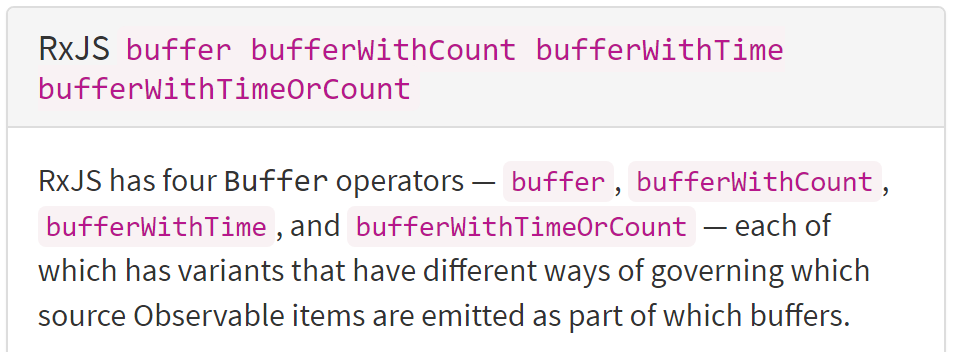 RxJS buffer bufferWithCount bufferWithTime
bufferWithTimeOrCount
RxJS has four Buffer operators — buffer, bufferWithCount,
bufferWithTime, and bufferWithTimeOrCount — each of
which has variants that have different ways of governing which
source Observable items are emitted as part of which buffers.